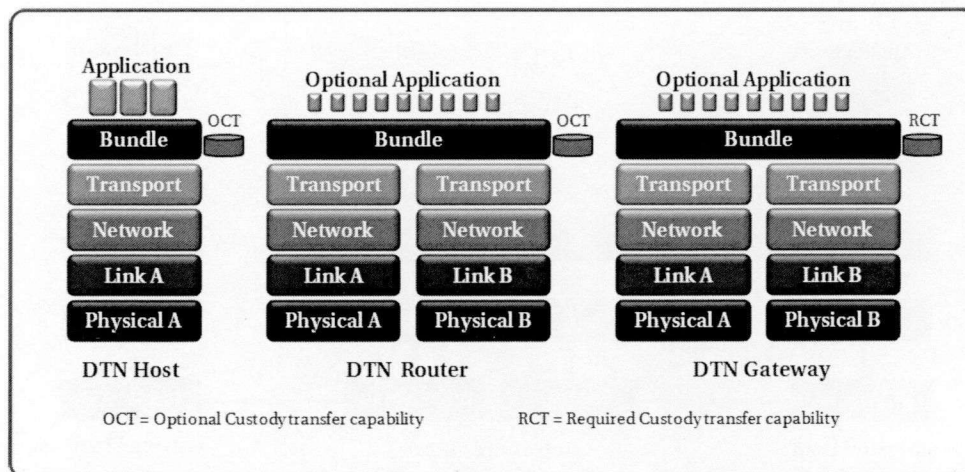 Application
Optional Application
Optional Application
OCT
OCT
RCT
Bundle
Bundle
Bundle
Transport
Transport
Transport
Transport
Transport
Network
Network
Network
Network
Network
Link A
Link A
Link B
Link A
Link B
Physical A
Physical A
Physical B
Physical A
Physical B
DTN Host
DTN Router
DTN Gateway
OCT = Optional Custody transfer capability
RCT = Required Custody transfer capability